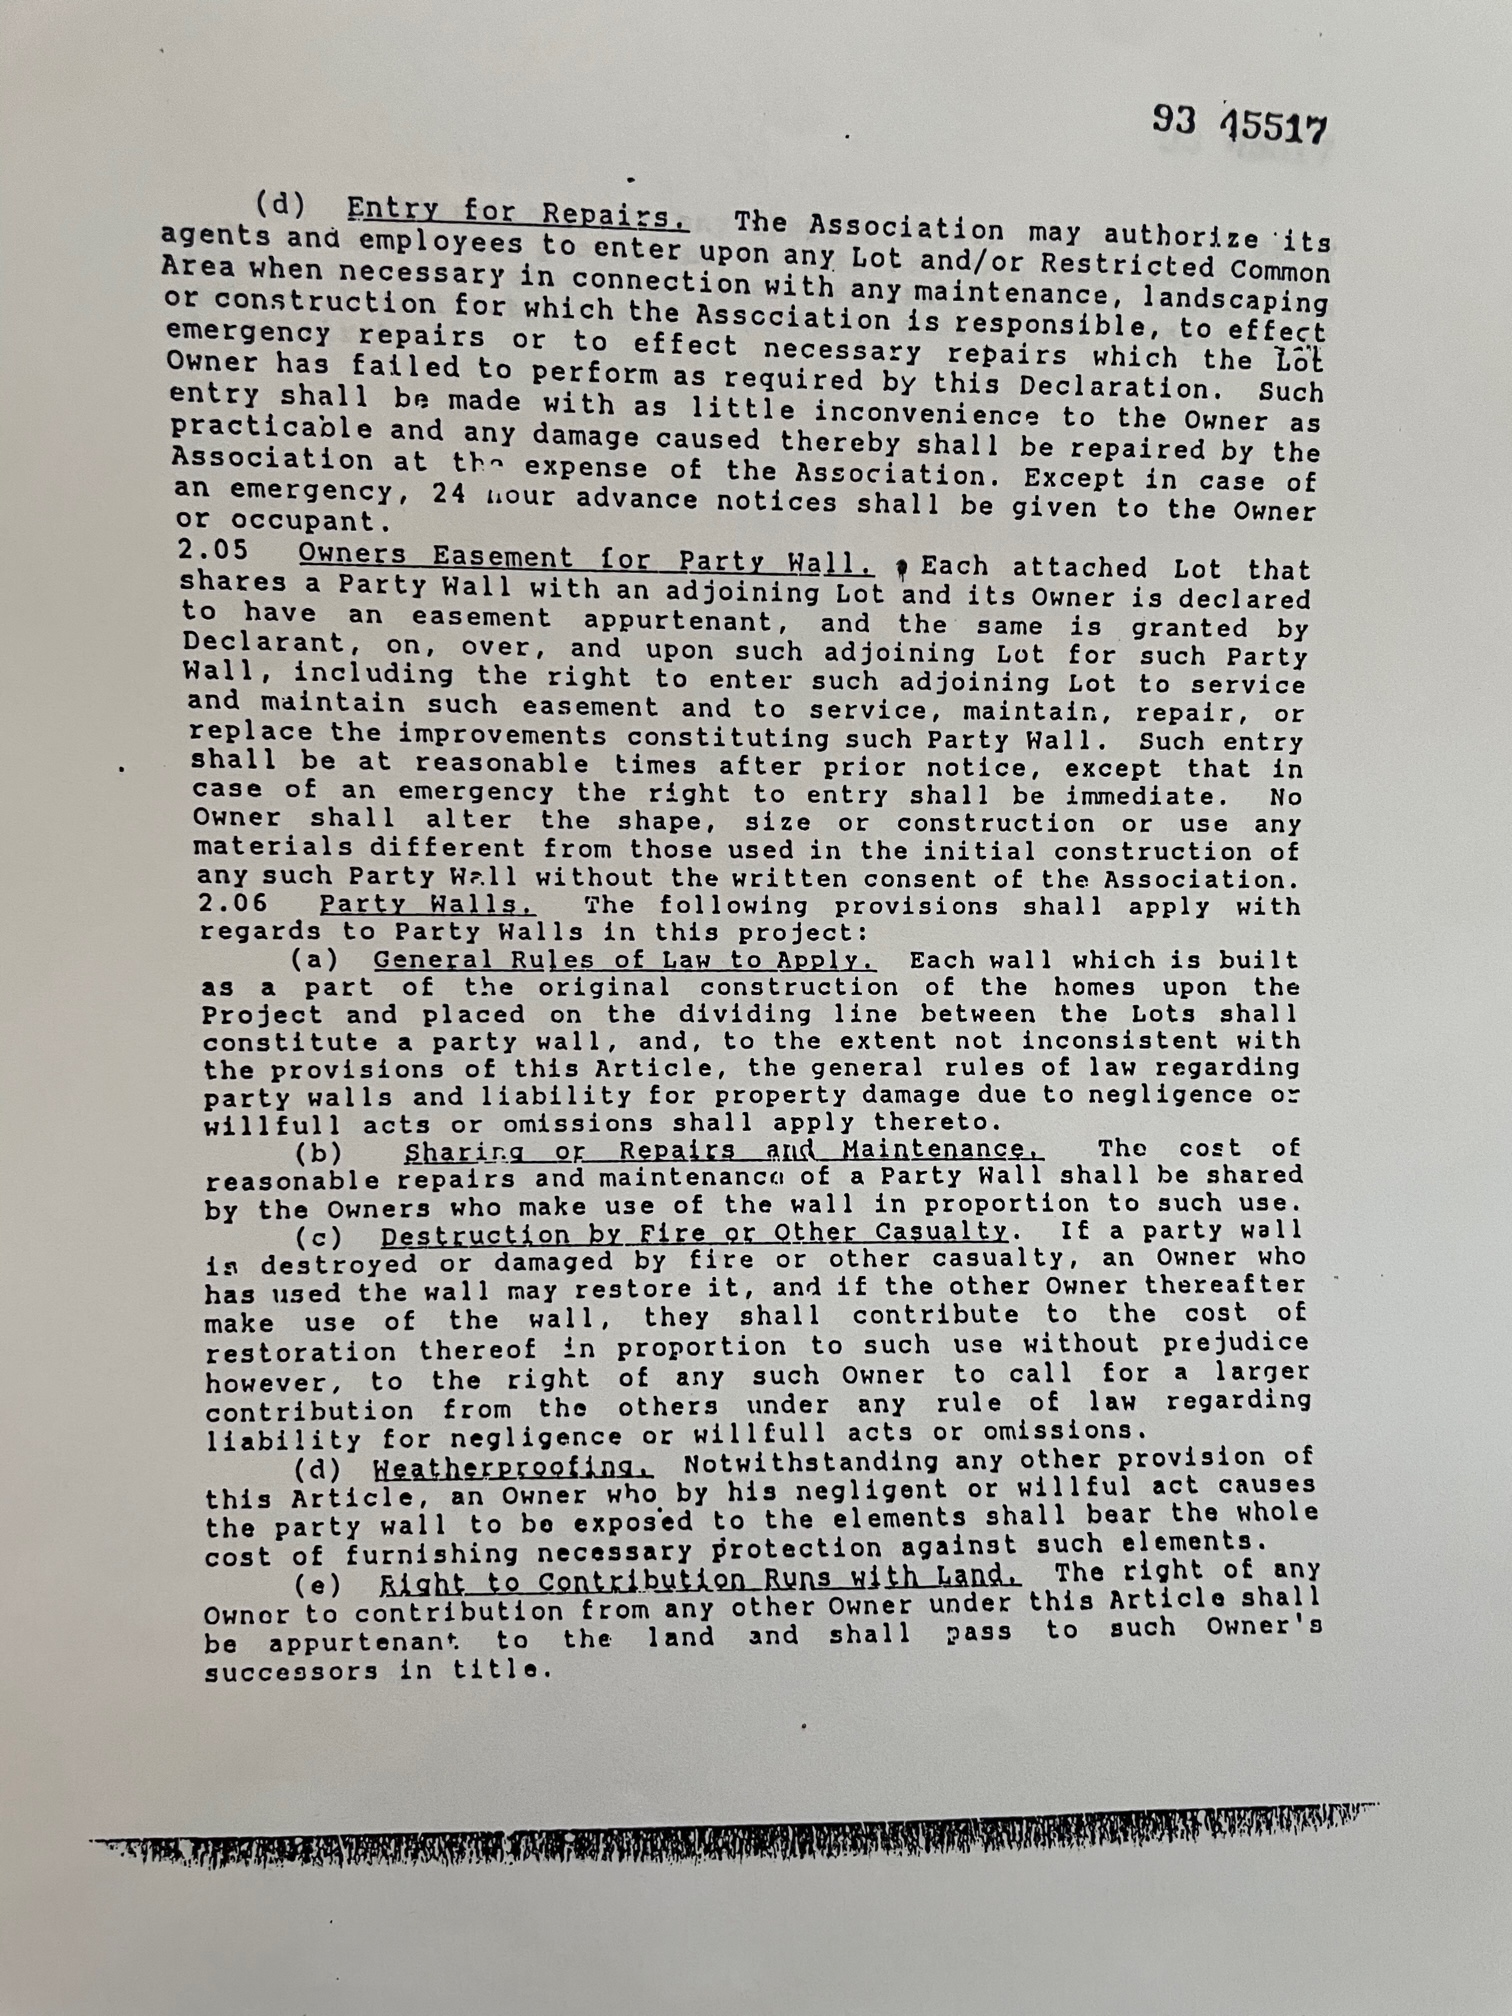 93 45517
(d) Entry for Repairs. The Association may authorize its
agents and employees to enter upon any Lot and/or Restricted Common
Area when necessary in connection with any maintenance, landscaping
or construction for which the Association is responsible, to effect
emergency repairs or to effect necessary repairs which the Lot
Owner has failed to perform as required by this Declaration. Such
entry shall be made with as little inconvenience to the Owner as
practicable and any damage caused thereby shall be repaired by the
Association at the expense of the Association. Except in case of
an emergency, 24 hour advance notices shall be given to the Owner
or occupant.
2.05 Owners Easement for Party Wall. Each attached Lot that
shares a Party Wall with an adjoining Lot and its Owner is declared
to have an easement appurtenant, and the same is granted by
Declarant, on, over, and upon such adjoining Lot for such Party
Wall, including the right to enter such adjoining Lot to service
and maintain such easement and to service, maintain, repair, or
replace the improvements constituting such Party Wall. Such entry
shall be at reasonable times after prior notice, except that in
case of an emergency the right to entry shall be immediate. No
Owner shall alter the shape, size or construction or use any
materials different from those used in the initial construction of
any such Party Wall without the written consent of the Association.
2.06 Party Walls. The following provisions shall apply with
regards to Party Walls in this project:
(a) General Rules of Law to Apply. Each wall which is built
as a part of the original construction of the homes upon the
Project and placed on the dividing line between the Lots shall
constitute a party wall, and, to the extent not inconsistent with
the provisions of this Article, the general rules of law regarding
party walls and liability for property damage due to negligence or
willfull acts or omissions shall apply thereto.
(b) Sharing or Repairs and Maintenance. The cost of
reasonable repairs and maintenance of a Party Wall shall be shared
by the Owners who make use of the wall in proportion to such use.
(c) Destruction by Fire or Other Casualty. If a party wall
is destroyed or damaged by fire or other casualty, an Owner who
has used the wall may restore it, and if the other Owner thereafter
make use of the wall, they shall contribute to the cost of
restoration thereof in proportion to such use without prejudice
however, to the right of any such Owner to call for a larger
contribution from the others under any rule of law regarding
liability for negligence or willfull acts or omissions.
(d) Weatherproofing. Notwithstanding any other provision of
this Article, an Owner who by his negligent or willful act causes
the party wall to be exposed to the elements shall bear the whole
cost of furnishing necessary protection against such elements.
(e) Right to Contribution Runs with Land. The right of any
Owner to contribution from any other Owner under this Article shall
be appurtenant to the land and shall pass to such Owner's
successors in title.